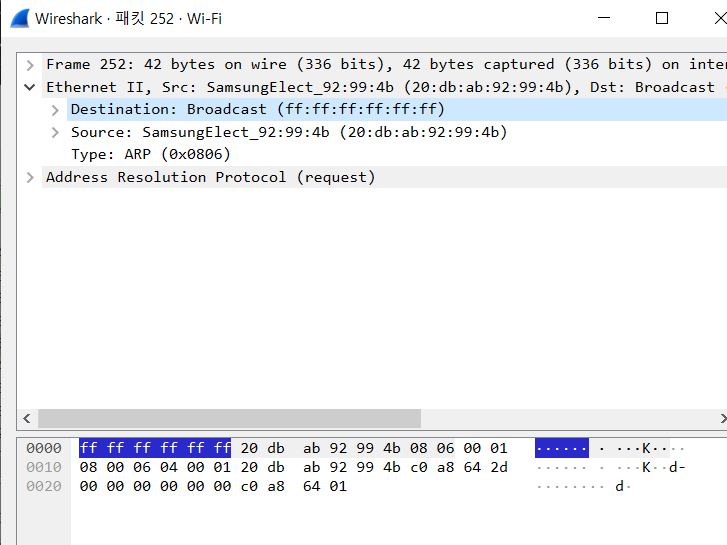 Wireshark · 패킷 252 · Wi-Fi
Frame 252: 42 bytes on wire (336 bits), 42 bytes captured (336 bits) on inte
Ethernet II, Src: SamsungElect_92:99:4b (20:db:ab:92:99:4b), Dst: Broadcast (
Destination: Broadcast (ff:ff:ff:ff:ff:ff)
Source: SamsungElect_92:99:4b (20:db:ab:92:99:4b)
Type: ARP (0x0806)
Address Resolution Protocol (request)
0000 ff ff ff ff ff ff 20 db ab 92 99 4b 08 06 00 01 ······ · ···K····
0010 08 00 06 04 00 01 20 db ab 92 99 4b c0 a8 64 2d ······ · ···K··d-
0020 00 00 00 00 00 00 c0 a8 64 01 ········ d·